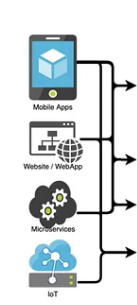 Mobile Apps
Website / WebApp
Microservices
IoT